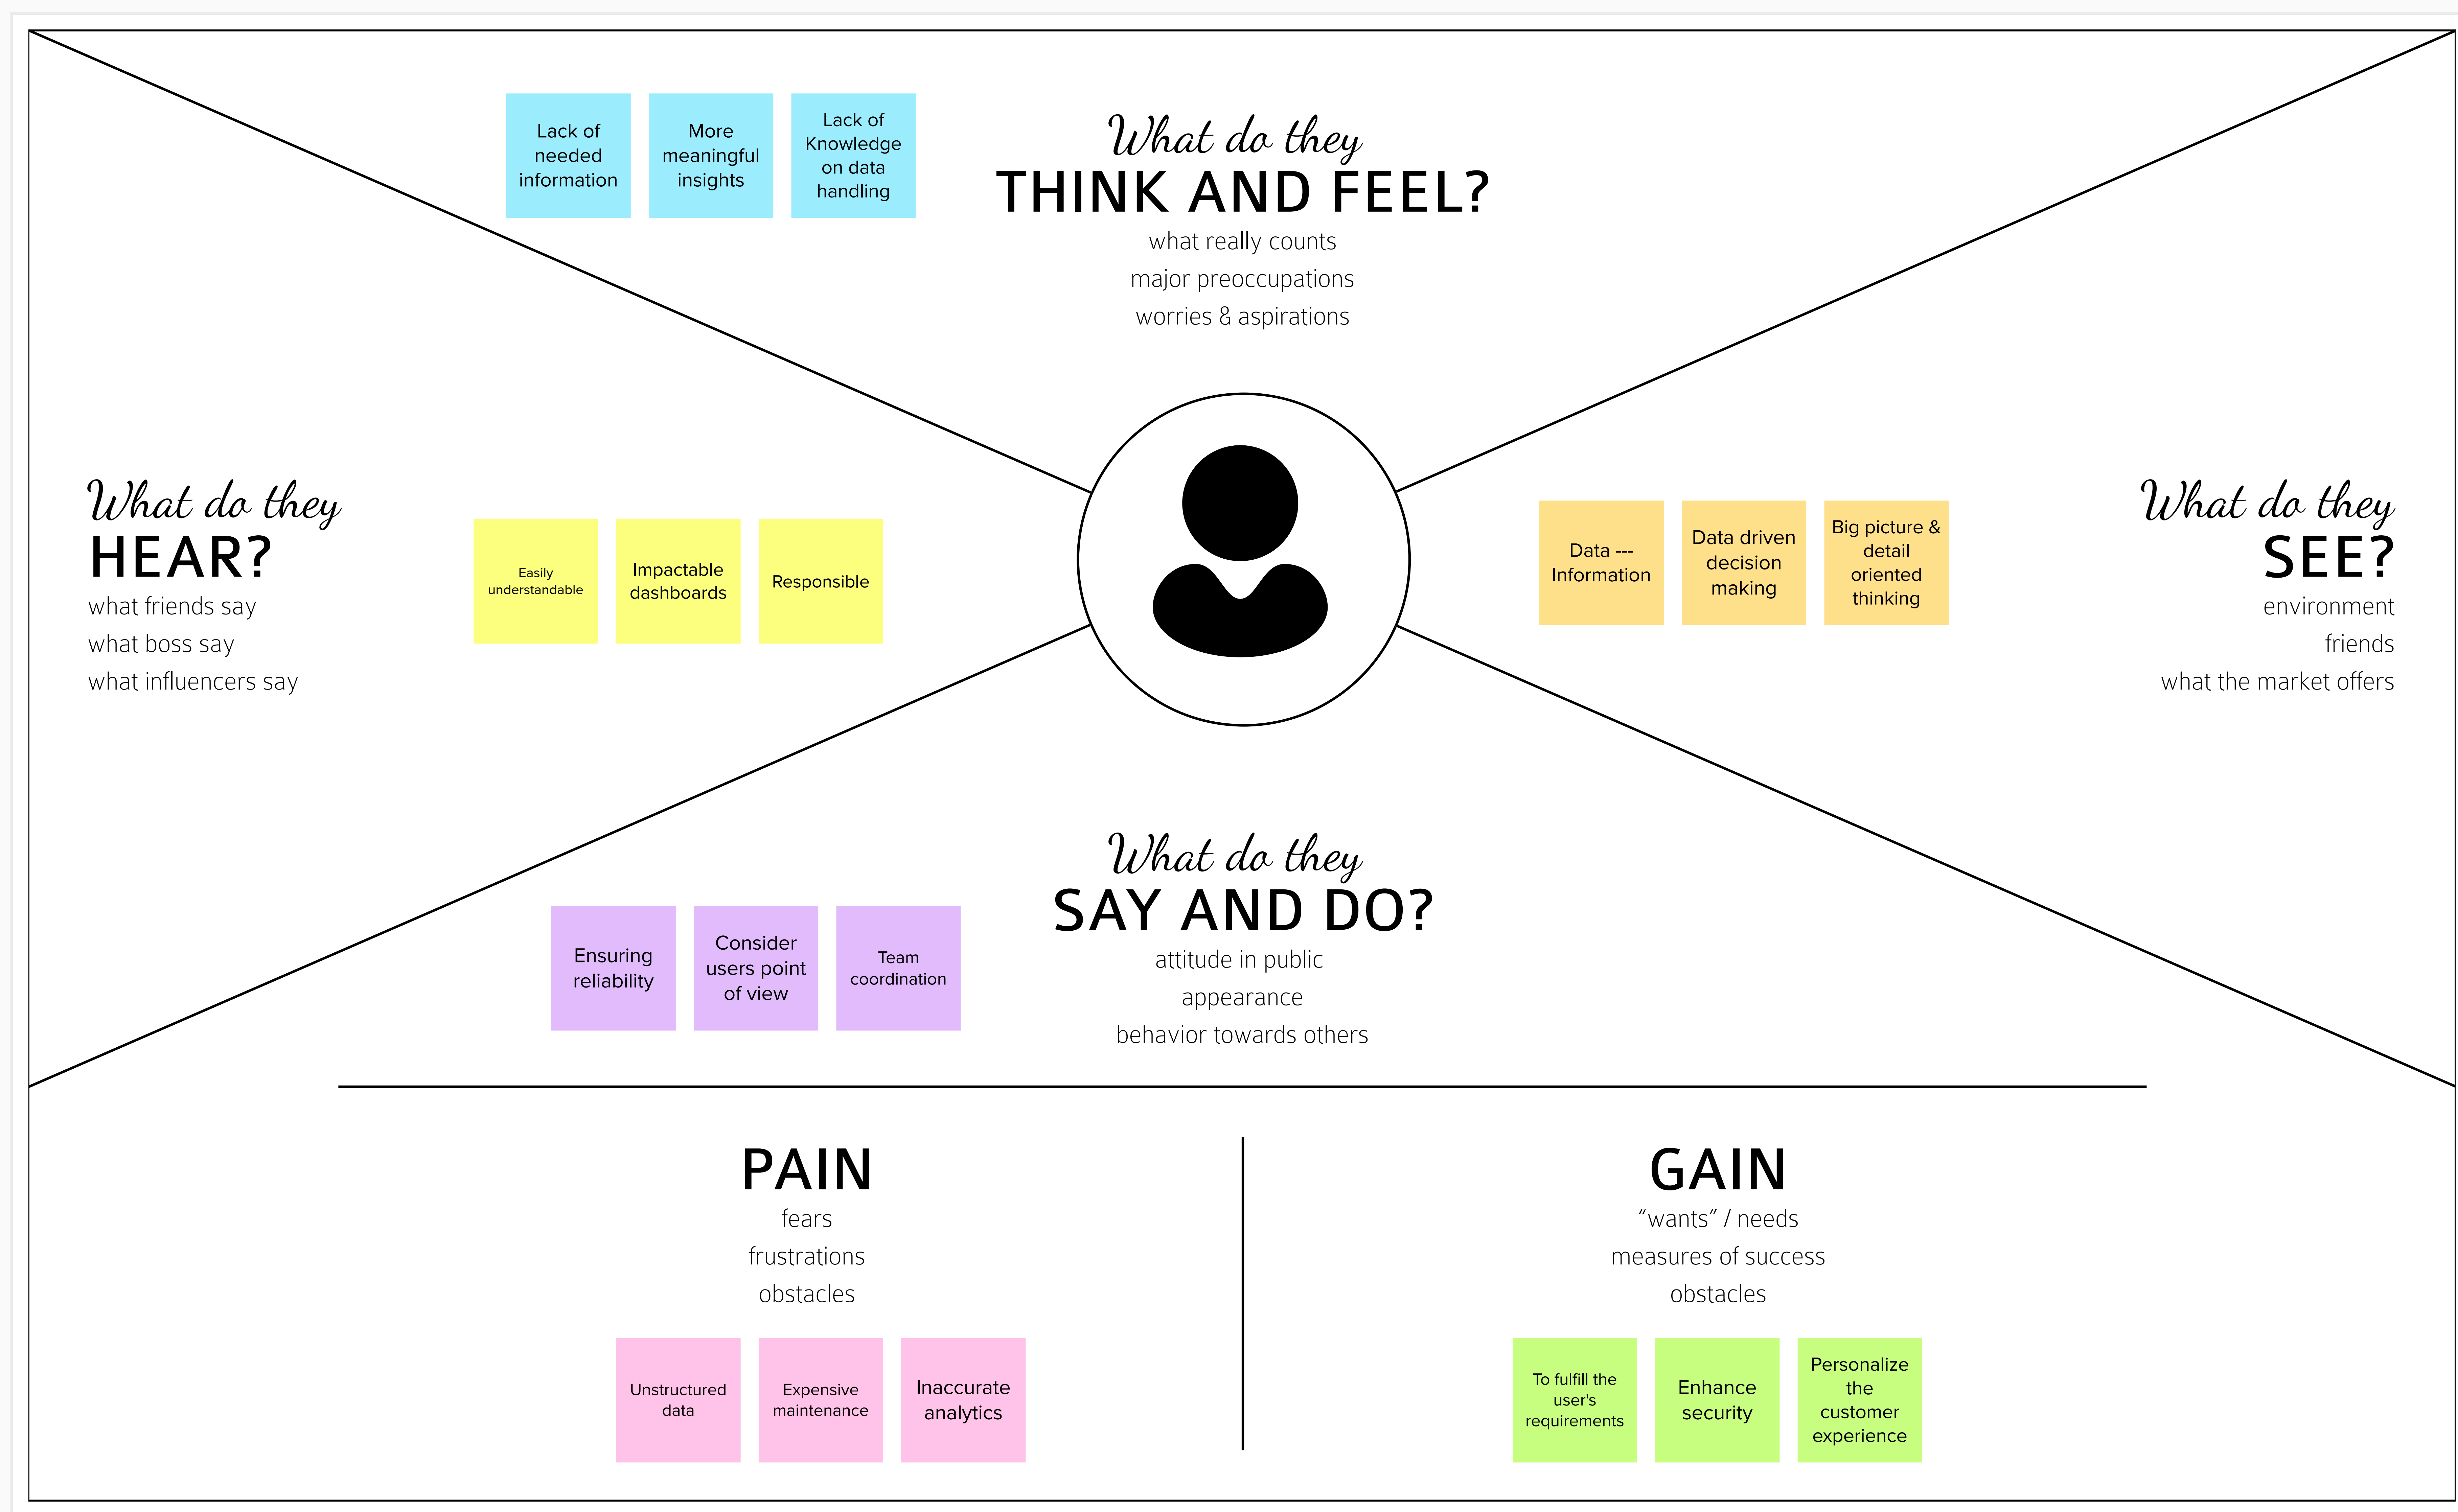 Lack of
needed
information
More
meaningful
insights
Lack of
Knowledge
on data
handling
What do they
THINK AND FEEL?
what really counts
major preoccupations
worries & aspirations
What do they
HEAR?
what friends say
what boss say
what influencers say
Easily
understandable
Impactable
dashboards
Responsible
Data ---
Information
Data driven
decision
making
Big picture &
detail
oriented
thinking
What do they
SEE?
environment
friends
what the market offers
Ensuring
reliability
Consider
users point
of view
Team
coordination
What do they
SAY AND DO?
attitude in public
appearance
behavior towards others
PAIN
fears
frustrations
obstacles
Unstructured
data
Expensive
maintenance
Inaccurate
analytics
GAIN
“wants” / needs
measures of success
obstacles
To fulfill the
user's
requirements
Enhance
security
Personalize
the
customer
experience